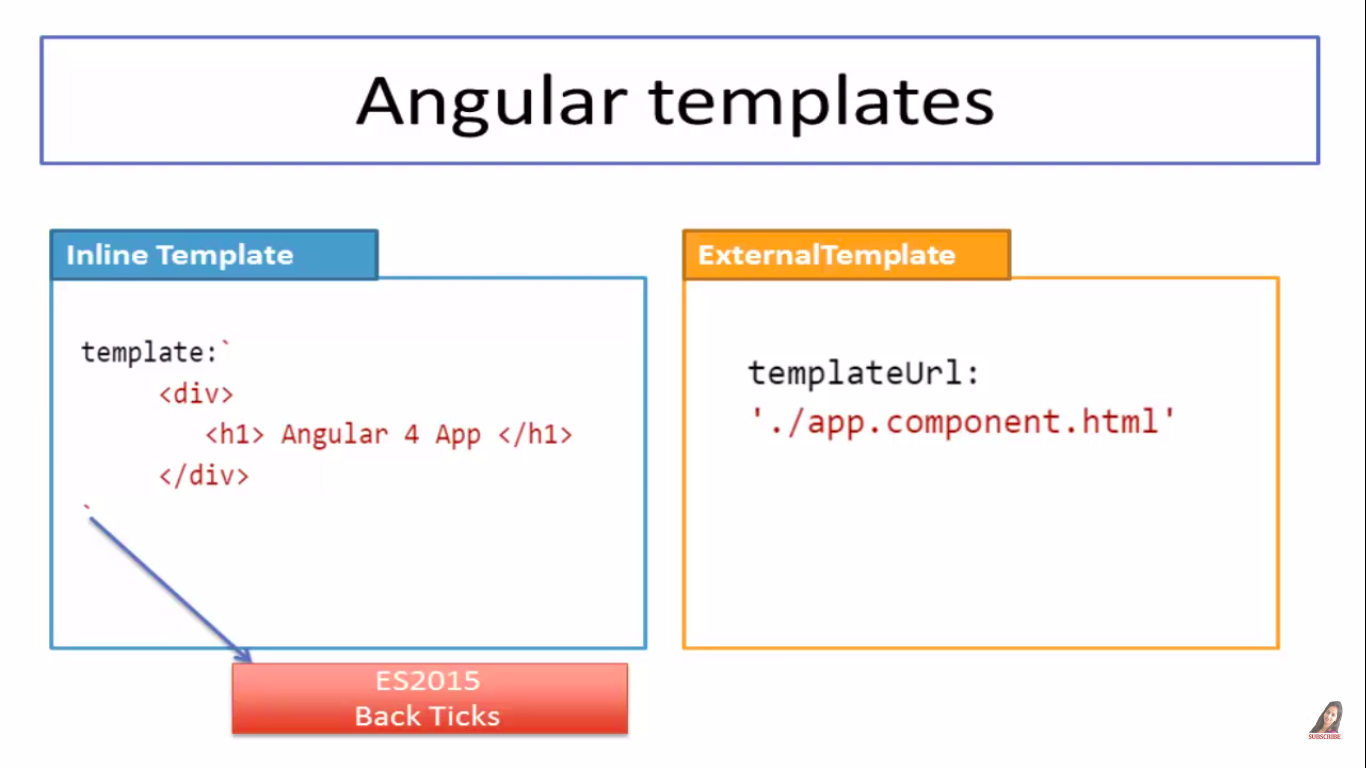 Angular templates
Inline Template
template:`
<div>
<h1> Angular 4 App </h1>
</div>
`
ES2015
Back Ticks
ExternalTemplate
templateUrl:
'./app.component.html'
SUBSCRIBE